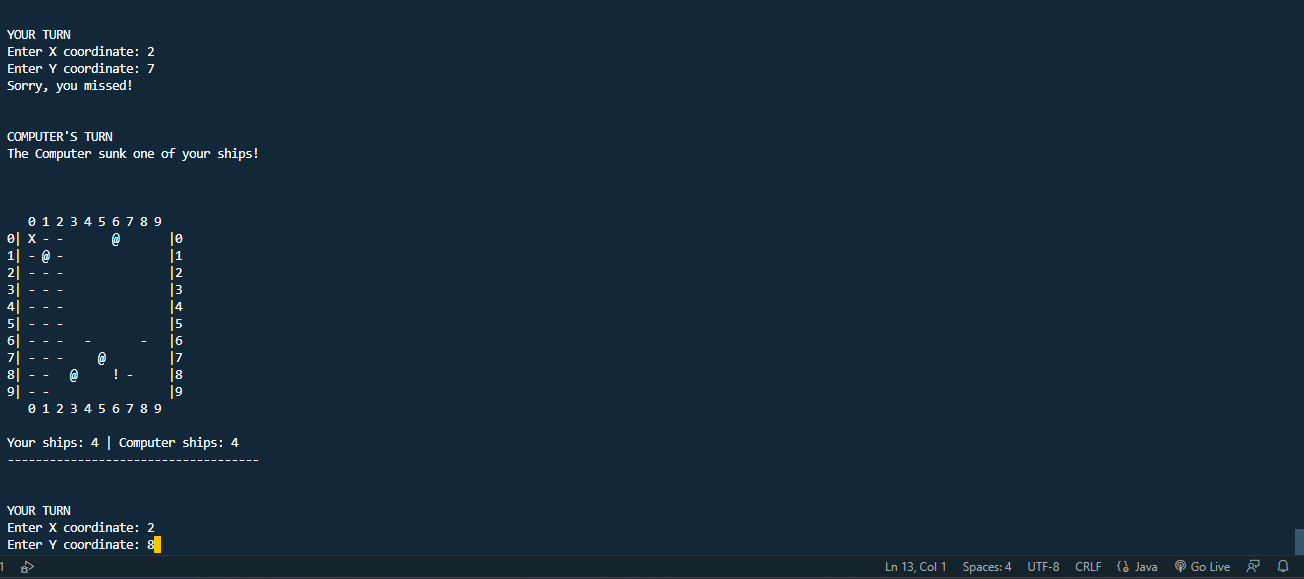 YOUR TURN
Enter X coordinate: 2
Enter Y coordinate: 7
Sorry, you missed!
COMPUTER'S TURN
The Computer sunk one of your ships!
   0 1 2 3 4 5 6 7 8 9
0| X - -       @       |0
1| - @ -               |1
2| - - -               |2
3| - - -               |3
4| - - -               |4
5| - - -               |5
6| - - -   -       -   |6
7| - - -     @         |7
8| - -   @     ! -     |8
9| - -                 |9
   0 1 2 3 4 5 6 7 8 9
Your ships: 4 | Computer ships: 4
------------------------------------
YOUR TURN
Enter X coordinate: 2
Enter Y coordinate: 8
1 Ln 13, Col 1 Spaces: 4 UTF-8 CRLF Java Go Live